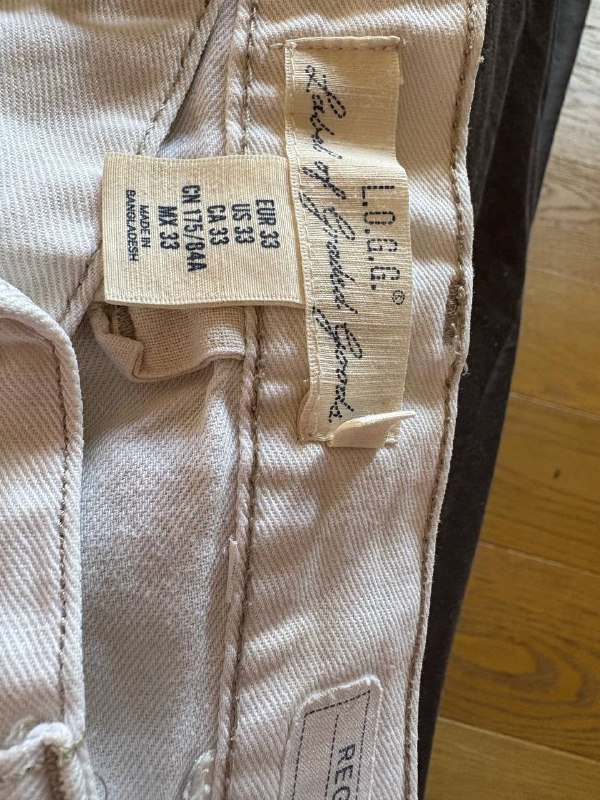 L.O.G.G.®
Label of Graded Goods
EUR 33
US 33
CA 33
CN 175/84A
MX 33
MADE IN
BANGLADESH
REG